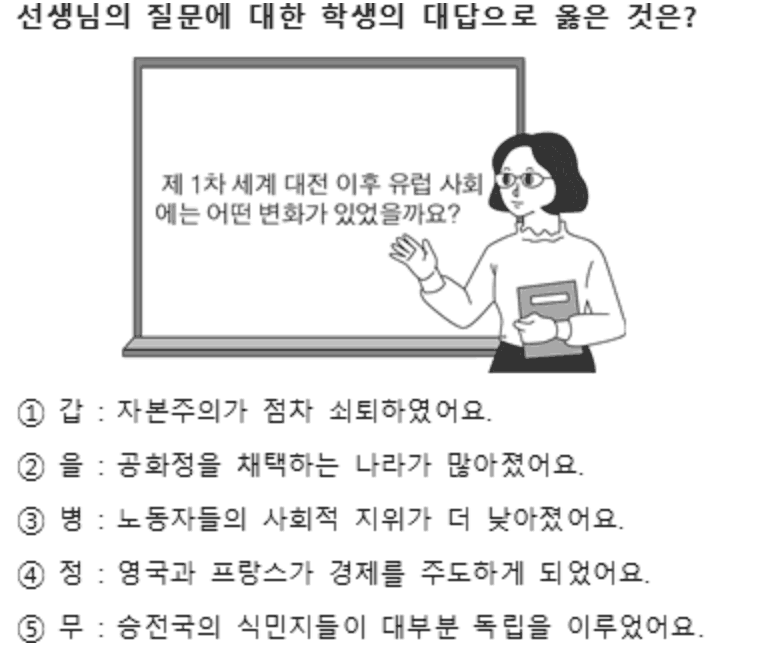 선생님의 질문에 대한 학생의 대답으로 옳은 것은?
제 1차 세계 대전 이후 유럽 사회
에는 어떤 변화가 있었을까요?
① 갑 : 자본주의가 점차 쇠퇴하였어요.
② 을 : 공화정을 채택하는 나라가 많아졌어요.
③ 병 : 노동자들의 사회적 지위가 더 낮아졌어요.
④ 정 : 영국과 프랑스가 경제를 주도하게 되었어요.
⑤ 무 : 승전국의 식민지들이 대부분 독립을 이루었어요.